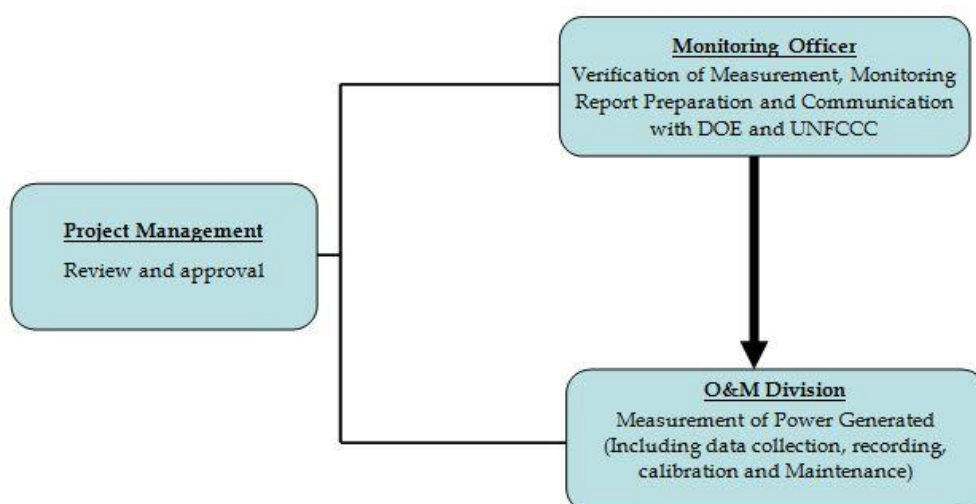 Monitoring Officer
Verification of Measurement, Monitoring
Report Preparation and Communication
with DOE and UNFCCC
Project Management
Review and approval
O&M Division
Measurement of Power Generated
(Including data collection, recording,
calibration and Maintenance)